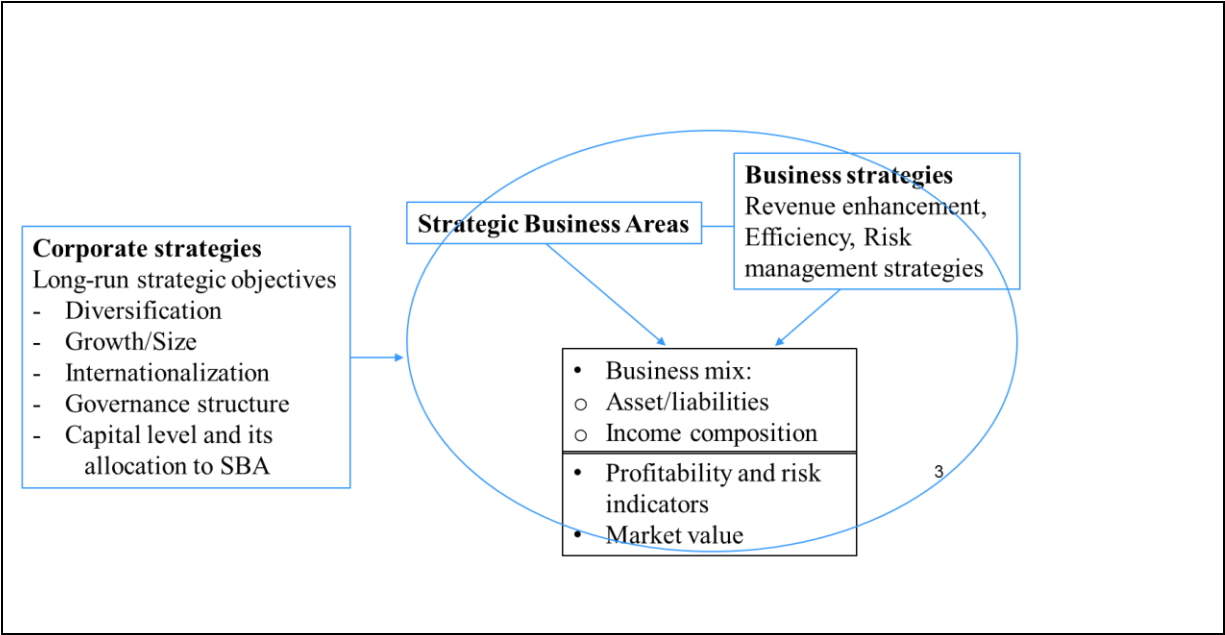 Corporate strategies
Long-run strategic objectives
- Diversification
- Growth/Size
- Internationalization
- Governance structure
- Capital level and its
allocation to SBA
Strategic Business Areas
Business strategies
Revenue enhancement,
Efficiency, Risk
management strategies
• Business mix:
o Asset/liabilities
o Income composition
• Profitability and risk
indicators
• Market value
3